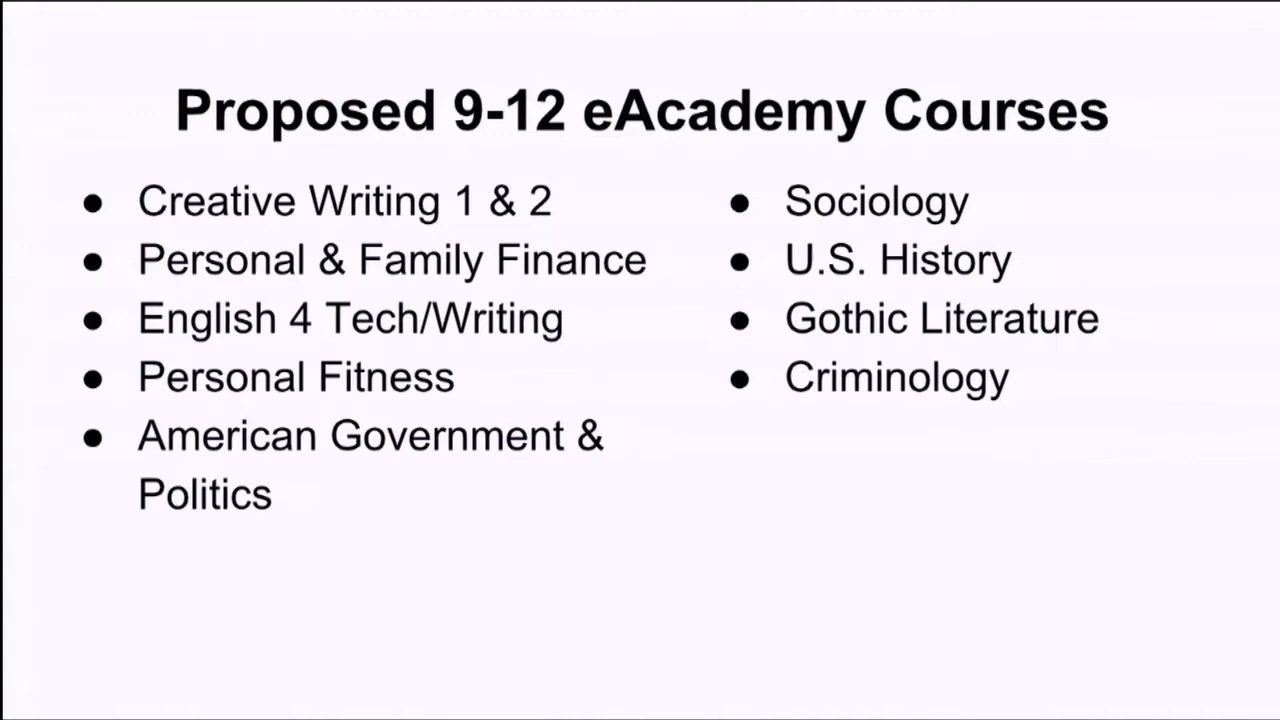 Proposed 9-12 eAcademy Courses
● Creative Writing 1 & 2
● Personal & Family Finance
● English 4 Tech/Writing
● Personal Fitness
● American Government &
Politics
● Sociology
● U.S. History
● Gothic Literature
● Criminology